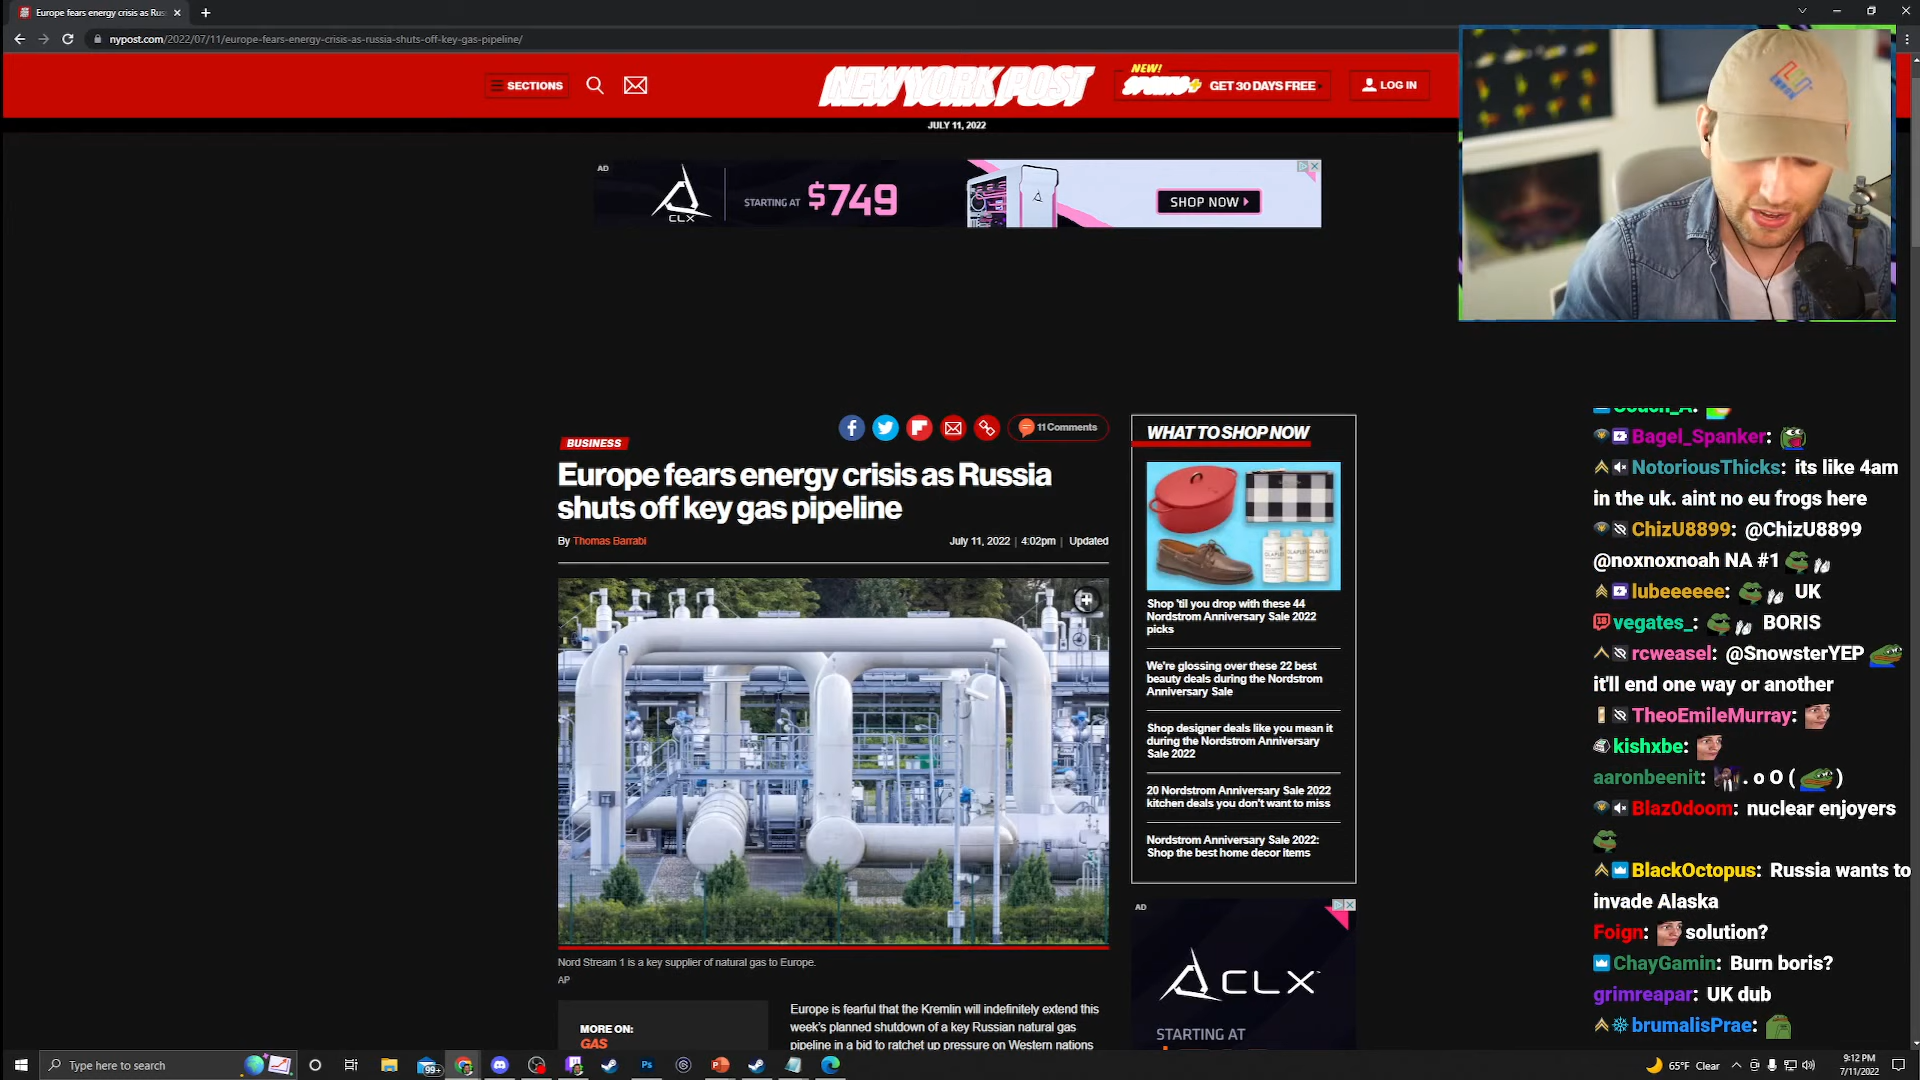 Europe fears energy crisis as Rus
nypost.com/2022/07/11/europe-fears-energy-crisis-as-russia-shuts-off-key-gas-pipeline/
SECTIONS
NEW YORK POST
NEW!
SPORTS+
GET 30 DAYS FREE
LOG IN
JULY 11, 2022
AD
CLX
STARTING AT $749
SHOP NOW
11 Comments
BUSINESS
Europe fears energy crisis as Russia
shuts off key gas pipeline
By Thomas Barrabi
July 11, 2022 | 4:02pm | Updated
Nord Stream 1 is a key supplier of natural gas to Europe.
AP
MORE ON:
GAS
Europe is fearful that the Kremlin will indefinitely extend this
week's planned shutdown of a key Russian natural gas
pipeline in a bid to ratchet up pressure on Western nations
WHAT TO SHOP NOW
OLAPLEX
Shop 'til you drop with these 44
Nordstrom Anniversary Sale 2022
picks
We're glossing over these 22 best
beauty deals during the Nordstrom
Anniversary Sale
Shop designer deals like you mean it
during the Nordstrom Anniversary
Sale 2022
20 Nordstrom Anniversary Sale 2022
kitchen deals you don't want to miss
Nordstrom Anniversary Sale 2022:
Shop the best home decor items
AD
CLX
STARTING AT
Bagel_Spanker:
NotoriousThicks: its like 4am
in the uk. aint no eu frogs here
ChizU8899: @ChizU8899
@noxnoxnoah NA #1
lubeeeeee: UK
vegates_: BORIS
rcweasel: @SnowsterYEP
it'll end one way or another
TheoEmileMurray:
kishxbe:
aaronbeenit: . o O ( )
Blaz0doom: nuclear enjoyers
BlackOctopus: Russia wants to
invade Alaska
Foign: solution?
ChayGamin: Burn boris?
grimreapar: UK dub
brumalisPrae:
Type here to search
99+
65°F Clear
9:12 PM
7/11/2022